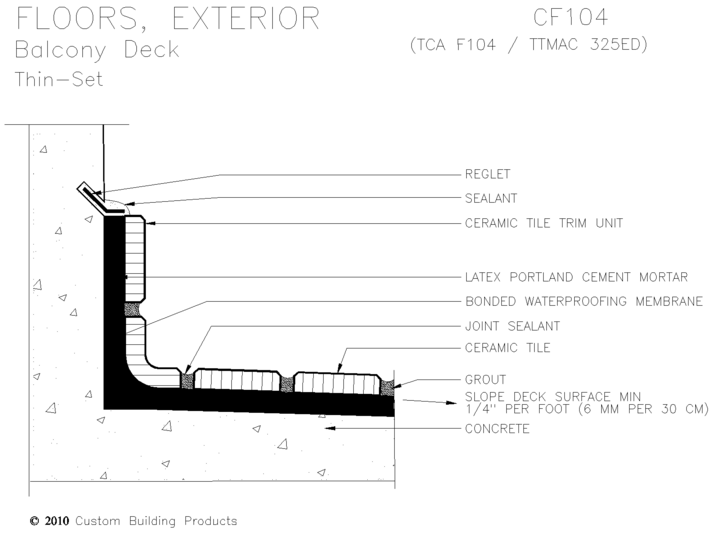 FLOORS, EXTERIOR
CF104
Balcony Deck
(TCA F104 / TTMAC 325ED)
Thin-Set
REGLET
SEALANT
CERAMIC TILE TRIM UNIT
LATEX PORTLAND CEMENT MORTAR
BONDED WATERPROOFING MEMBRANE
JOINT SEALANT
CERAMIC TILE
GROUT
SLOPE DECK SURFACE MIN
1/4" PER FOOT (6 MM PER 30 CM)
CONCRETE
© 2010 Custom Building Products